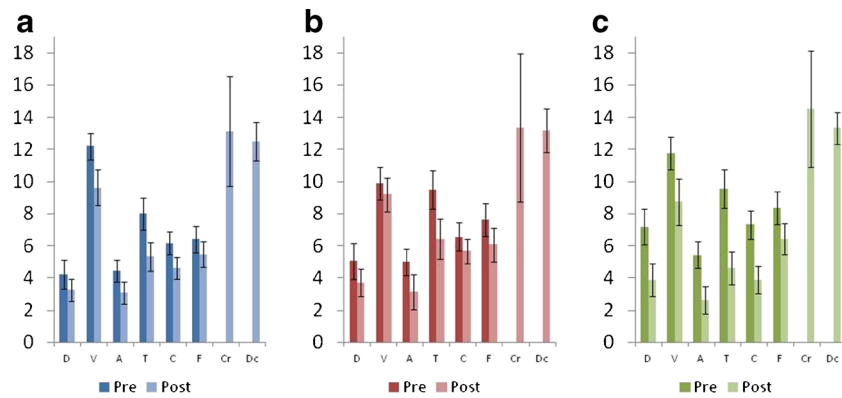 a b c
18 18 18
16 16 16
14 14 14
12 12 12
10 10 10
8 8 8
6 6 6
4 4 4
2 2 2
0 0 0
D V A T C F Cr Dc D V A T C F Cr Dc D V A T C F Cr Dc
Pre Post Pre Post Pre Post